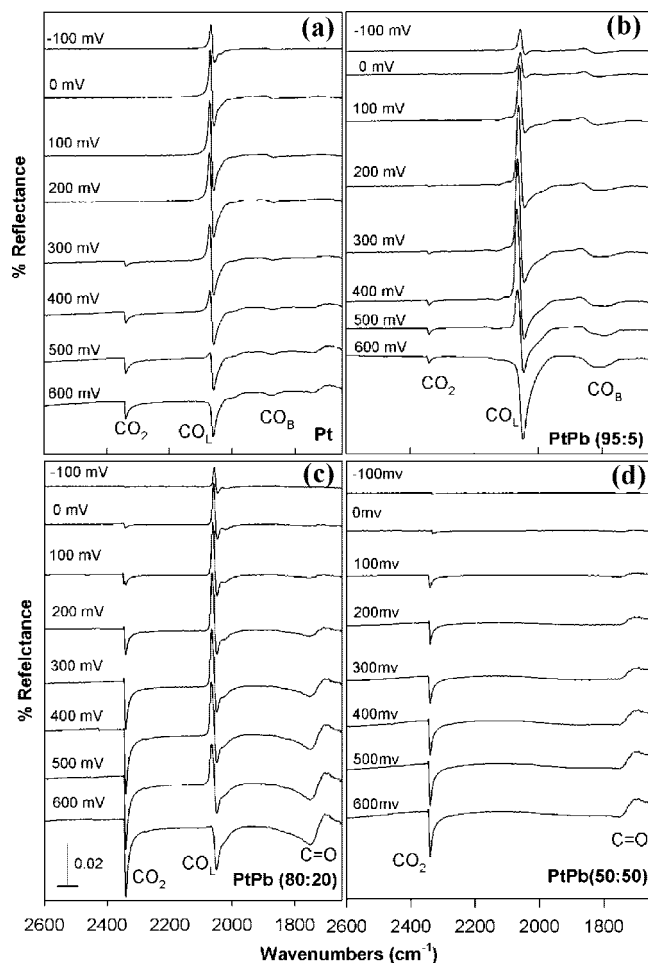 (a)
-100 mV
0 mV
100 mV
200 mV
300 mV
400 mV
500 mV
600 mV
CO2
COL
COB
Pt
(b)
-100 mV
0 mV
100 mV
200 mV
300 mV
400 mV
500 mV
600 mV
CO2
COL
COB
PtPb (95:5)
% Reflectance
(c)
-100 mV
0 mV
100 mV
200 mV
300 mV
400 mV
500 mV
600 mV
0.02
CO2
COL
C=O
PtPb (80:20)
(d)
-100mv
0mv
100mv
200mv
300mv
400mv
500mv
600mv
CO2
C=O
PtPb(50:50)
% Refelctance
2600 2400 2200 2000 1800
2600 2400 2200 2000 1800
Wavenumbers (cm-1)